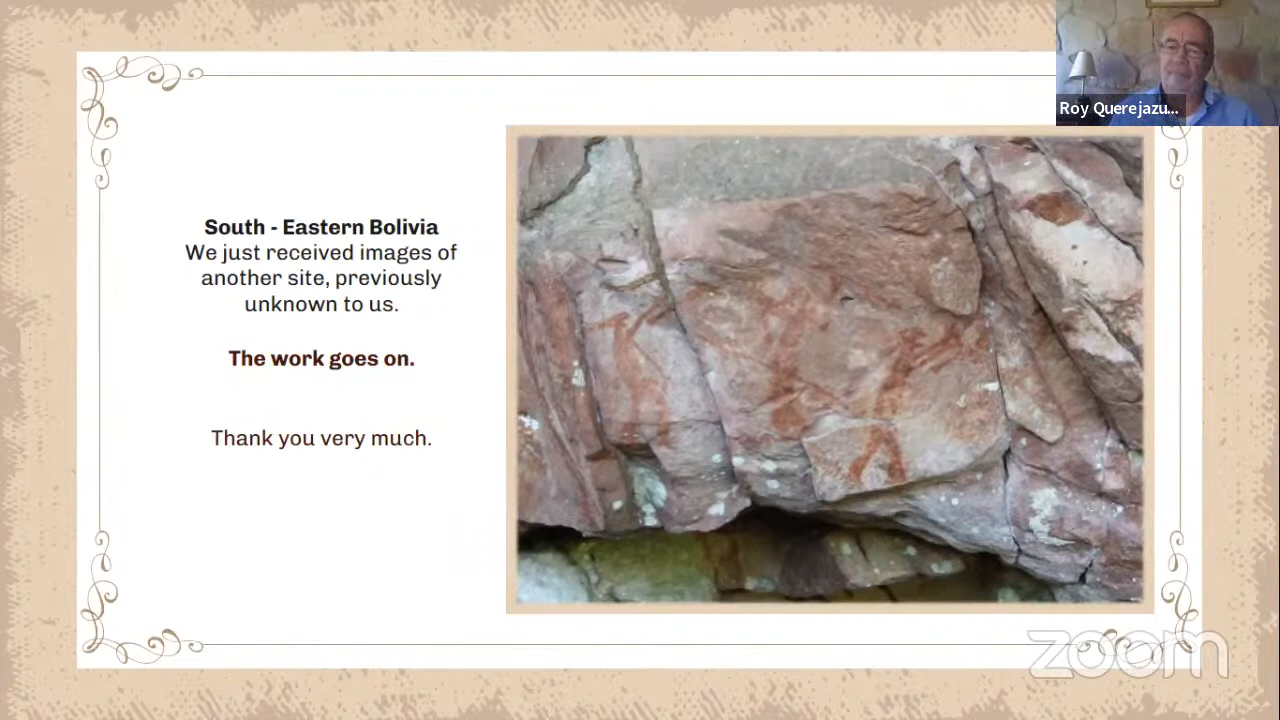 Roy Querejazu...
South - Eastern Bolivia
We just received images of
another site, previously
unknown to us.
The work goes on.
Thank you very much.
zoom